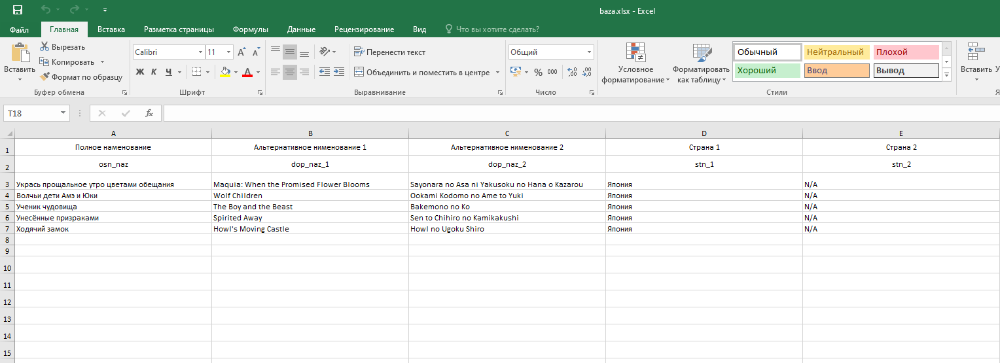 baza.xlsx - Excel
Файл Главная Вставка Разметка страницы Формулы Данные Рецензирование Вид Что вы хотите сделать?
Вставить
Вырезать
Копировать
Формат по образцу
Буфер обмена
Calibri 11
Ж К Ч
Шрифт
Перенести текст
Объединить и поместить в центре
Выравнивание
Общий
% 000
Число
Условное форматирование
Форматировать как таблицу
Обычный Нейтральный Плохой
Хороший Ввод Вывод
Стили
Вставить У
Я
T18 fx
A B C D E
1 Полное наменование Альтернативное нименование 1 Альтернативное нименование 2 Страна 1 Страна 2
2 osn_naz dop_naz_1 dop_naz_2 stn_1 stn_2
3 Укрась прощальное утро цветами обещания Maquia: When the Promised Flower Blooms Sayonara no Asa ni Yakusoku no Hana o Kazarou Япония N/A
4 Волчьи дети Амэ и Юки Wolf Children Ookami Kodomo no Ame to Yuki Япония N/A
5 Ученик чудовища The Boy and the Beast Bakemono no Ko Япония N/A
6 Унесённые призраками Spirited Away Sen to Chihiro no Kamikakushi Япония N/A
7 Ходячий замок Howl's Moving Castle Howl no Ugoku Shiro Япония N/A
8
9
10
11
12
13
14
15